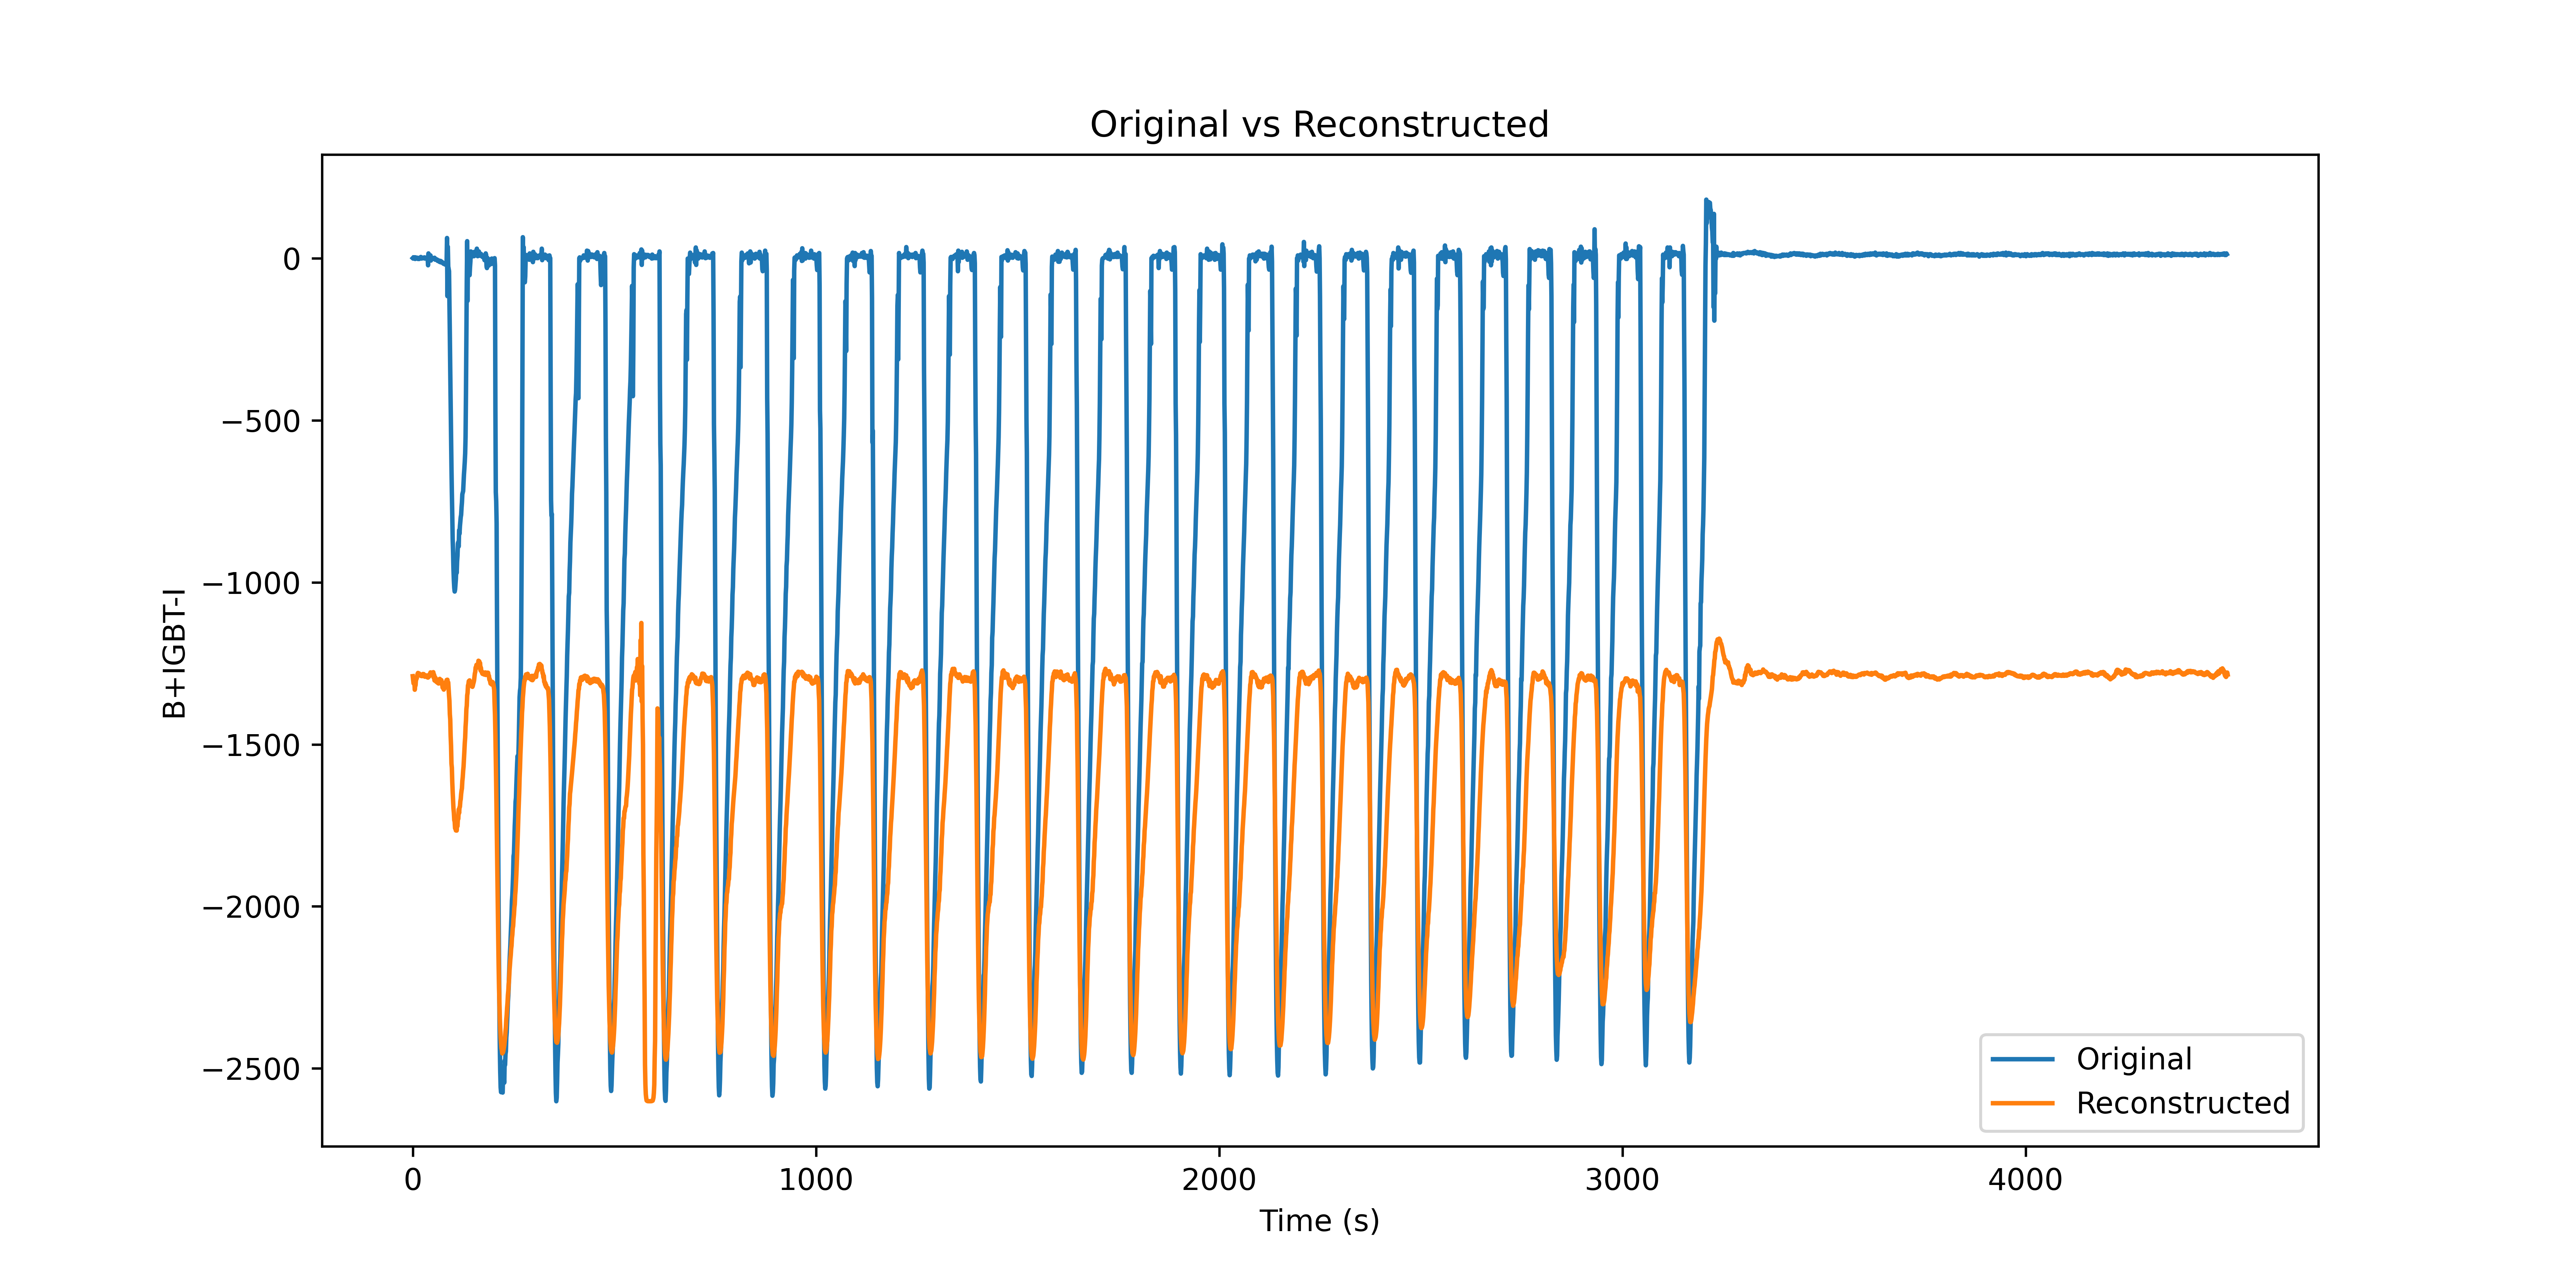 Original vs Reconstructed
B+IGBT-I
0
−500
−1000
−1500
−2000
−2500
0 1000 2000 3000 4000
Time (s)
Original
Reconstructed